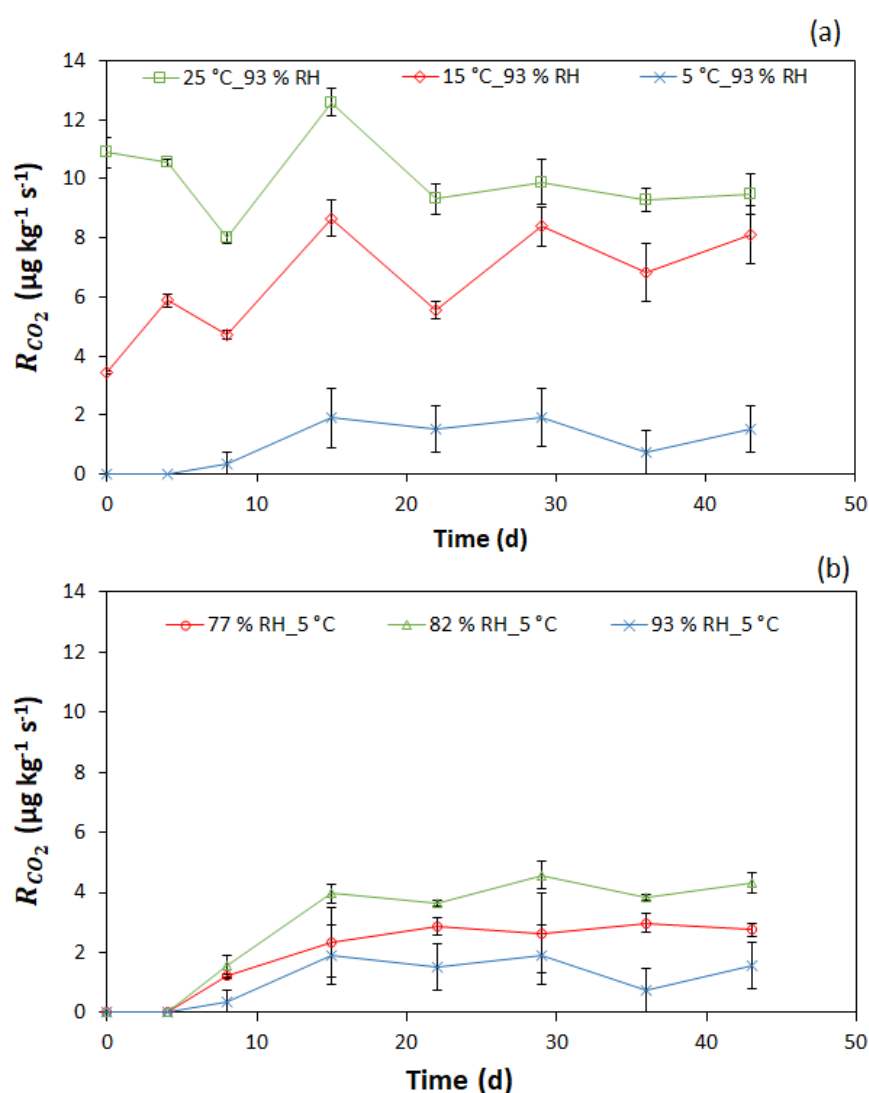 (a)
14
25 °C_93 % RH 15 °C_93 % RH 5 °C_93 % RH
12
10
8
6
4
2
0
R_CO₂ (µg kg⁻¹ s⁻¹)
0 10 20 30 40 50
Time (d)
(b)
14
77 % RH_5 °C 82 % RH_5 °C 93 % RH_5 °C
12
10
8
6
4
2
0
R_CO₂ (µg kg⁻¹ s⁻¹)
0 10 20 30 40 50
Time (d)